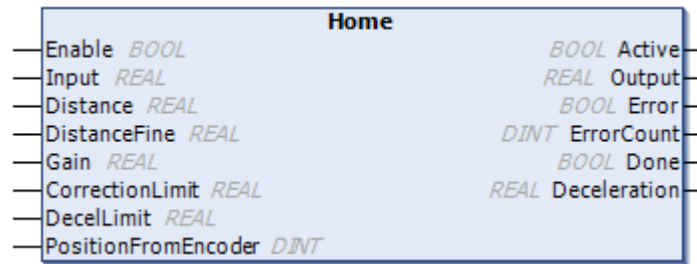 Home
Enable BOOL BOOL Active
Input REAL REAL Output
Distance REAL BOOL Error
DistanceFine REAL DINT ErrorCount
Gain REAL BOOL Done
CorrectionLimit REAL REAL Deceleration
DecelLimit REAL
PositionFromEncoder DINT